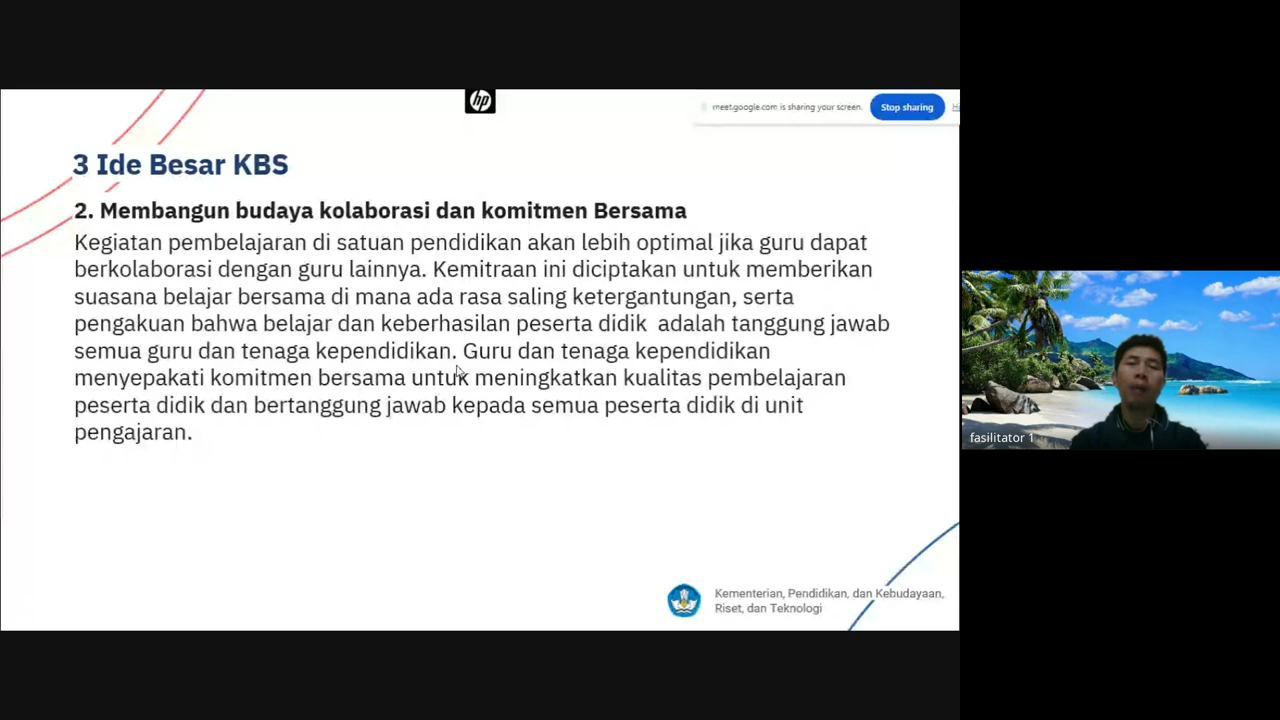 hp
meet.google.com is sharing your screen.
Stop sharing
3 Ide Besar KBS
2. Membangun budaya kolaborasi dan komitmen Bersama
Kegiatan pembelajaran di satuan pendidikan akan lebih optimal jika guru dapat
berkolaborasi dengan guru lainnya. Kemitraan ini diciptakan untuk memberikan
suasana belajar bersama di mana ada rasa saling ketergantungan, serta
pengakuan bahwa belajar dan keberhasilan peserta didik adalah tanggung jawab
semua guru dan tenaga kependidikan. Guru dan tenaga kependidikan
menyepakati komitmen bersama untuk meningkatkan kualitas pembelajaran
peserta didik dan bertanggung jawab kepada semua peserta didik di unit
pengajaran.
Kementerian, Pendidikan, dan Kebudayaan,
Riset, dan Teknologi
fasilitator 1